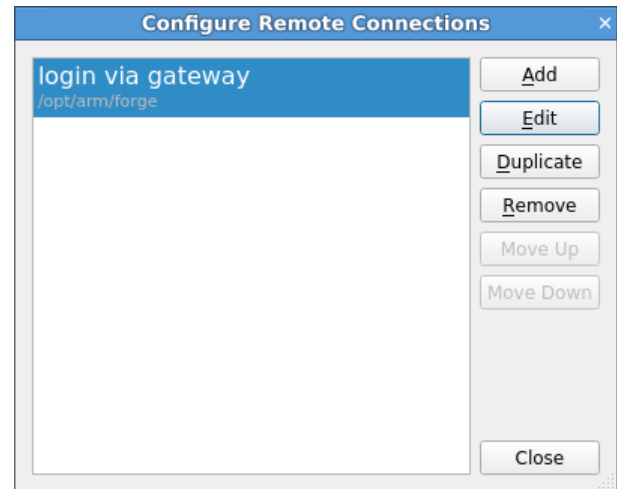 Configure Remote Connections
login via gateway
/opt/arm/forge
Add
Edit
Duplicate
Remove
Move Up
Move Down
Close